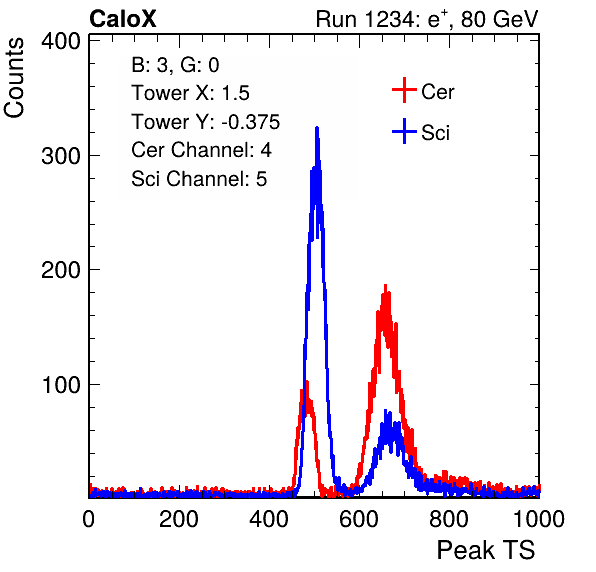 CaloX Run 1234: e⁺, 80 GeV
Counts
400
300
200
100
B: 3, G: 0
Tower X: 1.5
Tower Y: -0.375
Cer Channel: 4
Sci Channel: 5
Cer
Sci
0 200 400 600 800 1000
Peak TS